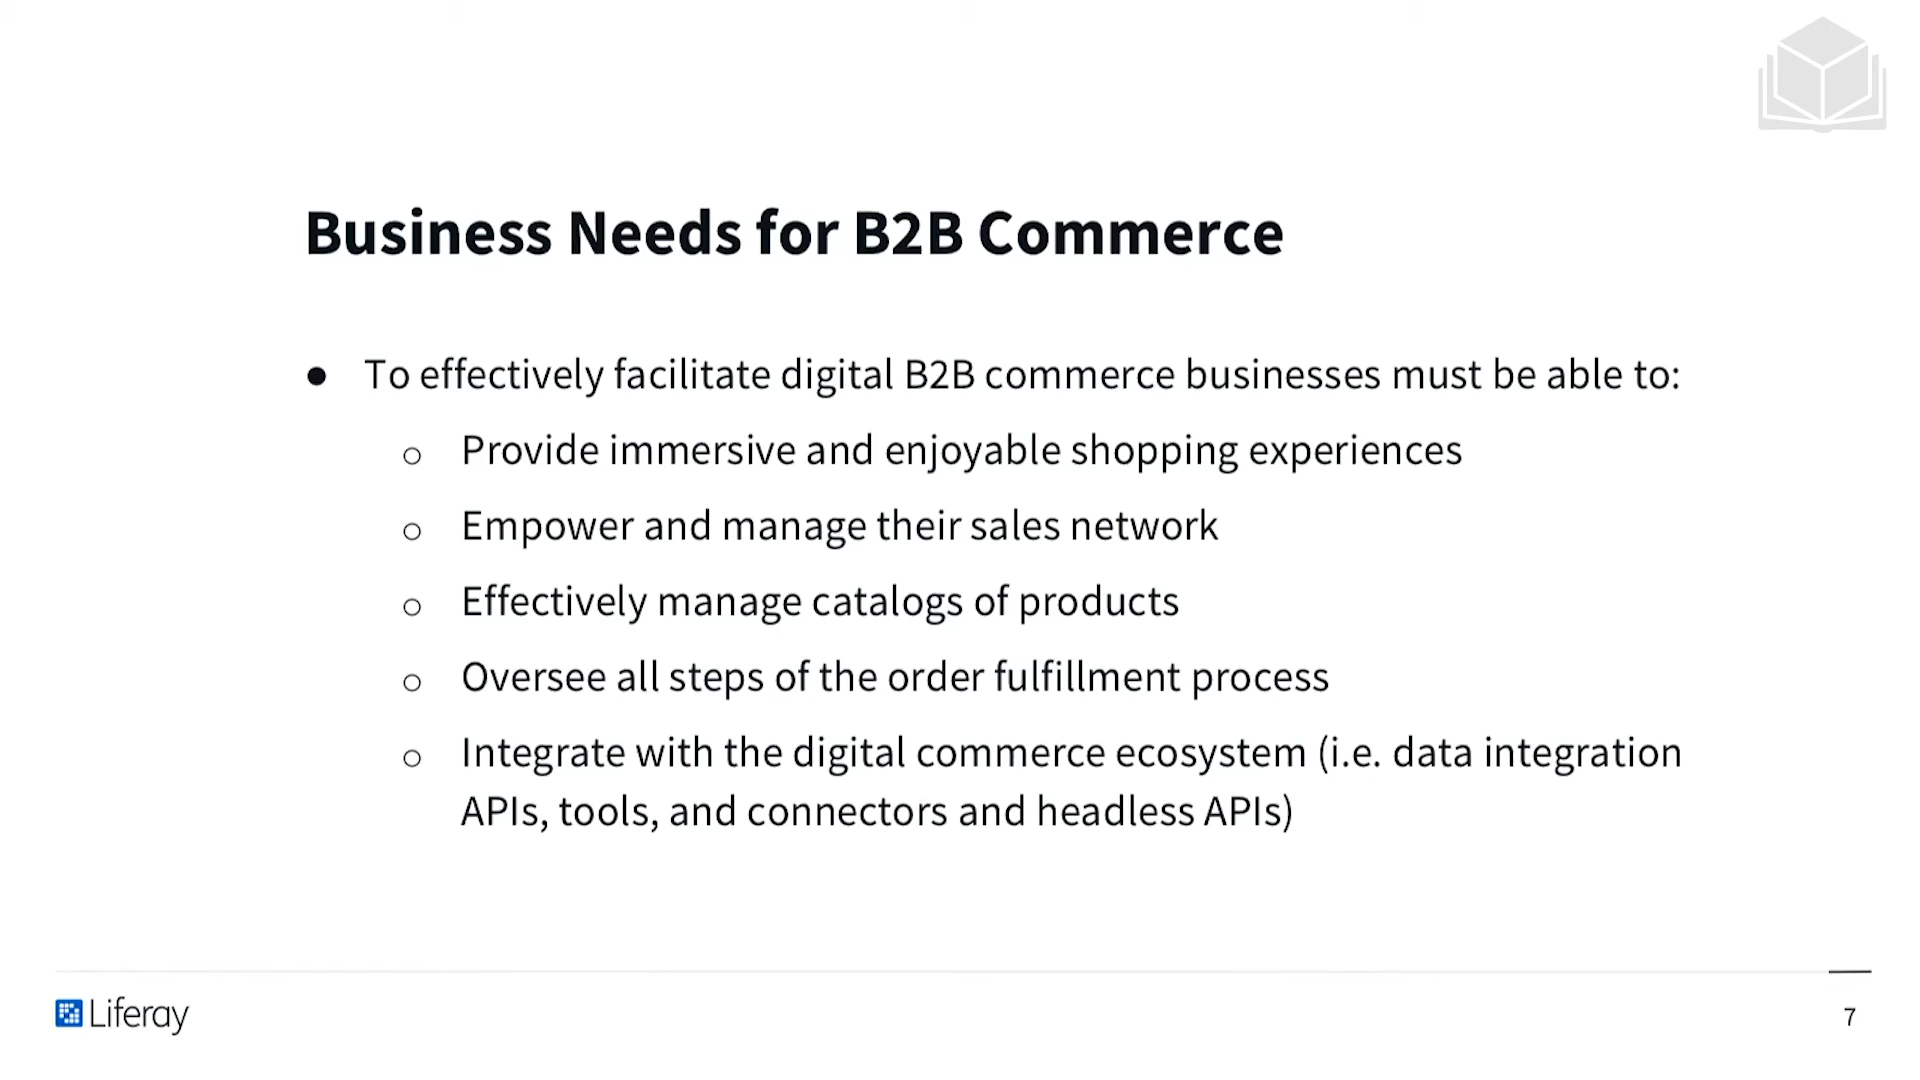 Business Needs for B2B Commerce
● To effectively facilitate digital B2B commerce businesses must be able to:
○ Provide immersive and enjoyable shopping experiences
○ Empower and manage their sales network
○ Effectively manage catalogs of products
○ Oversee all steps of the order fulfillment process
○ Integrate with the digital commerce ecosystem (i.e. data integration
APIs, tools, and connectors and headless APIs)
Liferay
7